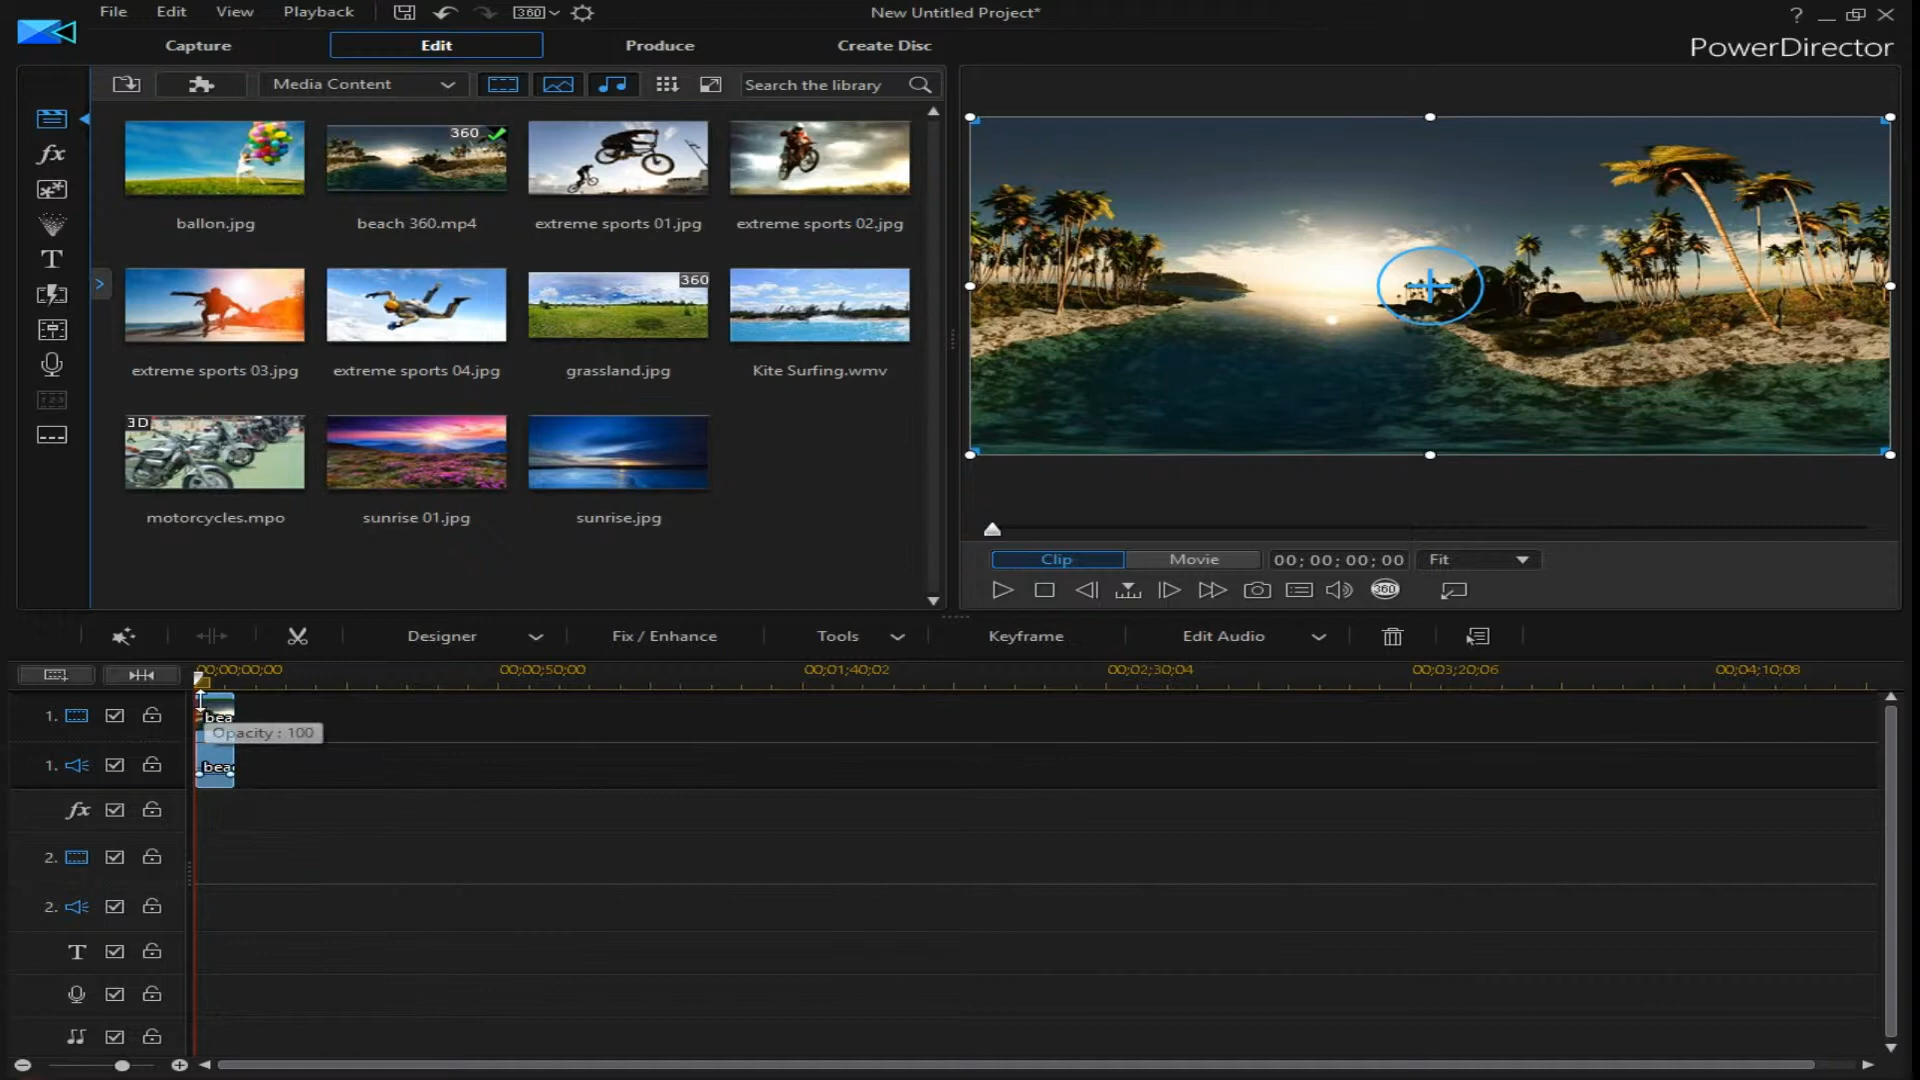 File Edit View Playback 360 New Untitled Project* ?
Capture Edit Produce Create Disc PowerDirector
Media Content Search the library
360
ballon.jpg beach 360.mp4 extreme sports 01.jpg extreme sports 02.jpg
fx
T
360
extreme sports 03.jpg extreme sports 04.jpg grassland.jpg Kite Surfing.wmv
3D
motorcycles.mpo sunrise 01.jpg sunrise.jpg
Clip Movie 00;00;00;00 Fit
360
Designer Fix / Enhance Tools Keyframe Edit Audio
00;00;00;00 00;00;50;00 00;01;40;02 00;02;30;04 00;03;20;06 00;04;10;08
1. bea
Opacity : 100
1. bea
fx
2.
2.
T